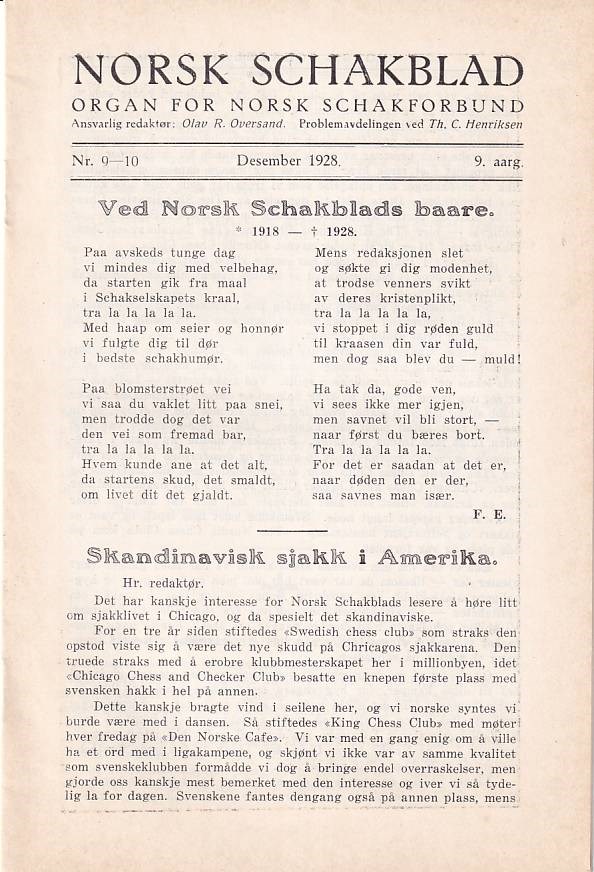 NORSK SCHAKBLAD
ORGAN FOR NORSK SCHAKFORBUND
Ansvarlig redaktør: Olav R. Oversand. Problemavdelingen ved Th. C. Henriksen
Nr. 9—10 Desember 1928. 9. aarg.
Ved Norsk Schakblads baare.
* 1918 — † 1928.
Paa avskeds tunge dag
vi mindes dig med velbehag,
da starten gik fra maal
i Schakselskapets kraal,
tra la la la la la.
Med haap om seier og honnør
vi fulgte dig til dør
i bedste schakhumør.
Paa blomsterstrøet vei
vi saa du vaklet litt paa snei,
men trodde dog det var
den vei som fremad bar,
tra la la la la la.
Hvem kunde ane at det alt,
da startens skud, det smaldt,
om livet dit det gjaldt.
Mens redaksjonen slet
og søkte gi dig modenhet,
at trodse venners svikt
av deres kristenplikt,
tra la la la la la,
vi stoppet i dig røden guld
til kraasen din var fuld,
men dog saa blev du — muld!
Ha tak da, gode ven,
vi sees ikke mer igjen,
men savnet vil bli stort, —
naar først du bæres bort.
Tra la la la la la.
For det er saadan at det er,
naar døden den er der,
saa savnes man især.
F. E.
Skandinavisk sjakk i Amerika.
Hr. redaktør.
Det har kanskje interesse for Norsk Schakblads lesere å høre litt
om sjakklivet i Chicago, og da spesielt det skandinaviske.
For en tre år siden stiftedes «Swedish chess club» som straks den
opstod viste sig å være det nye skudd på Chricagos sjakkarena. Den
truede straks med å erobre klubbmesterskapet her i millionbyen, idet
«Chicago Chess and Checker Club» besatte en knepen første plass med
svensken hakk i hel på annen.
Dette kanskje bragte vind i seilene her, og vi norske syntes vi
burde være med i dansen. Så stiftedes «King Chess Club» med møter
hver fredag på «Den Norske Cafe». Vi var med en gang enig om å ville
ha et ord med i ligakampene, og skjønt vi ikke var av samme kvalitet
som svenskeklubben formådde vi dog å bringe endel overraskelser, men
gjorde oss kanskje mest bemerket med den interesse og iver vi så tyde-
lig la for dagen. Svenskene fantes dengang også på annen plass, mens